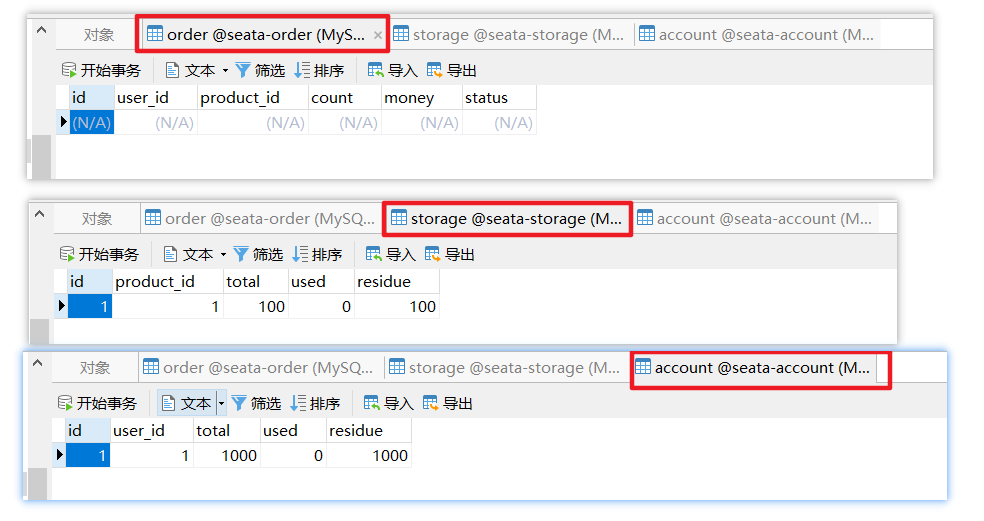 对象 order @seata-order (MyS... × storage @seata-storage (M... account @seata-account (M...
开始事务 文本 筛选 排序 导入 导出
id user_id product_id count money status
(N/A) (N/A) (N/A) (N/A) (N/A) (N/A)
对象 order @seata-order (MySQ... storage @seata-storage (M... account @seata-account (M...
开始事务 文本 筛选 排序 导入 导出
id product_id total used residue
1 1 100 0 100
对象 order @seata-order (MySQ... storage @seata-storage (M... account @seata-account (M...
开始事务 文本 筛选 排序 导入 导出
id user_id total used residue
1 1 1000 0 1000